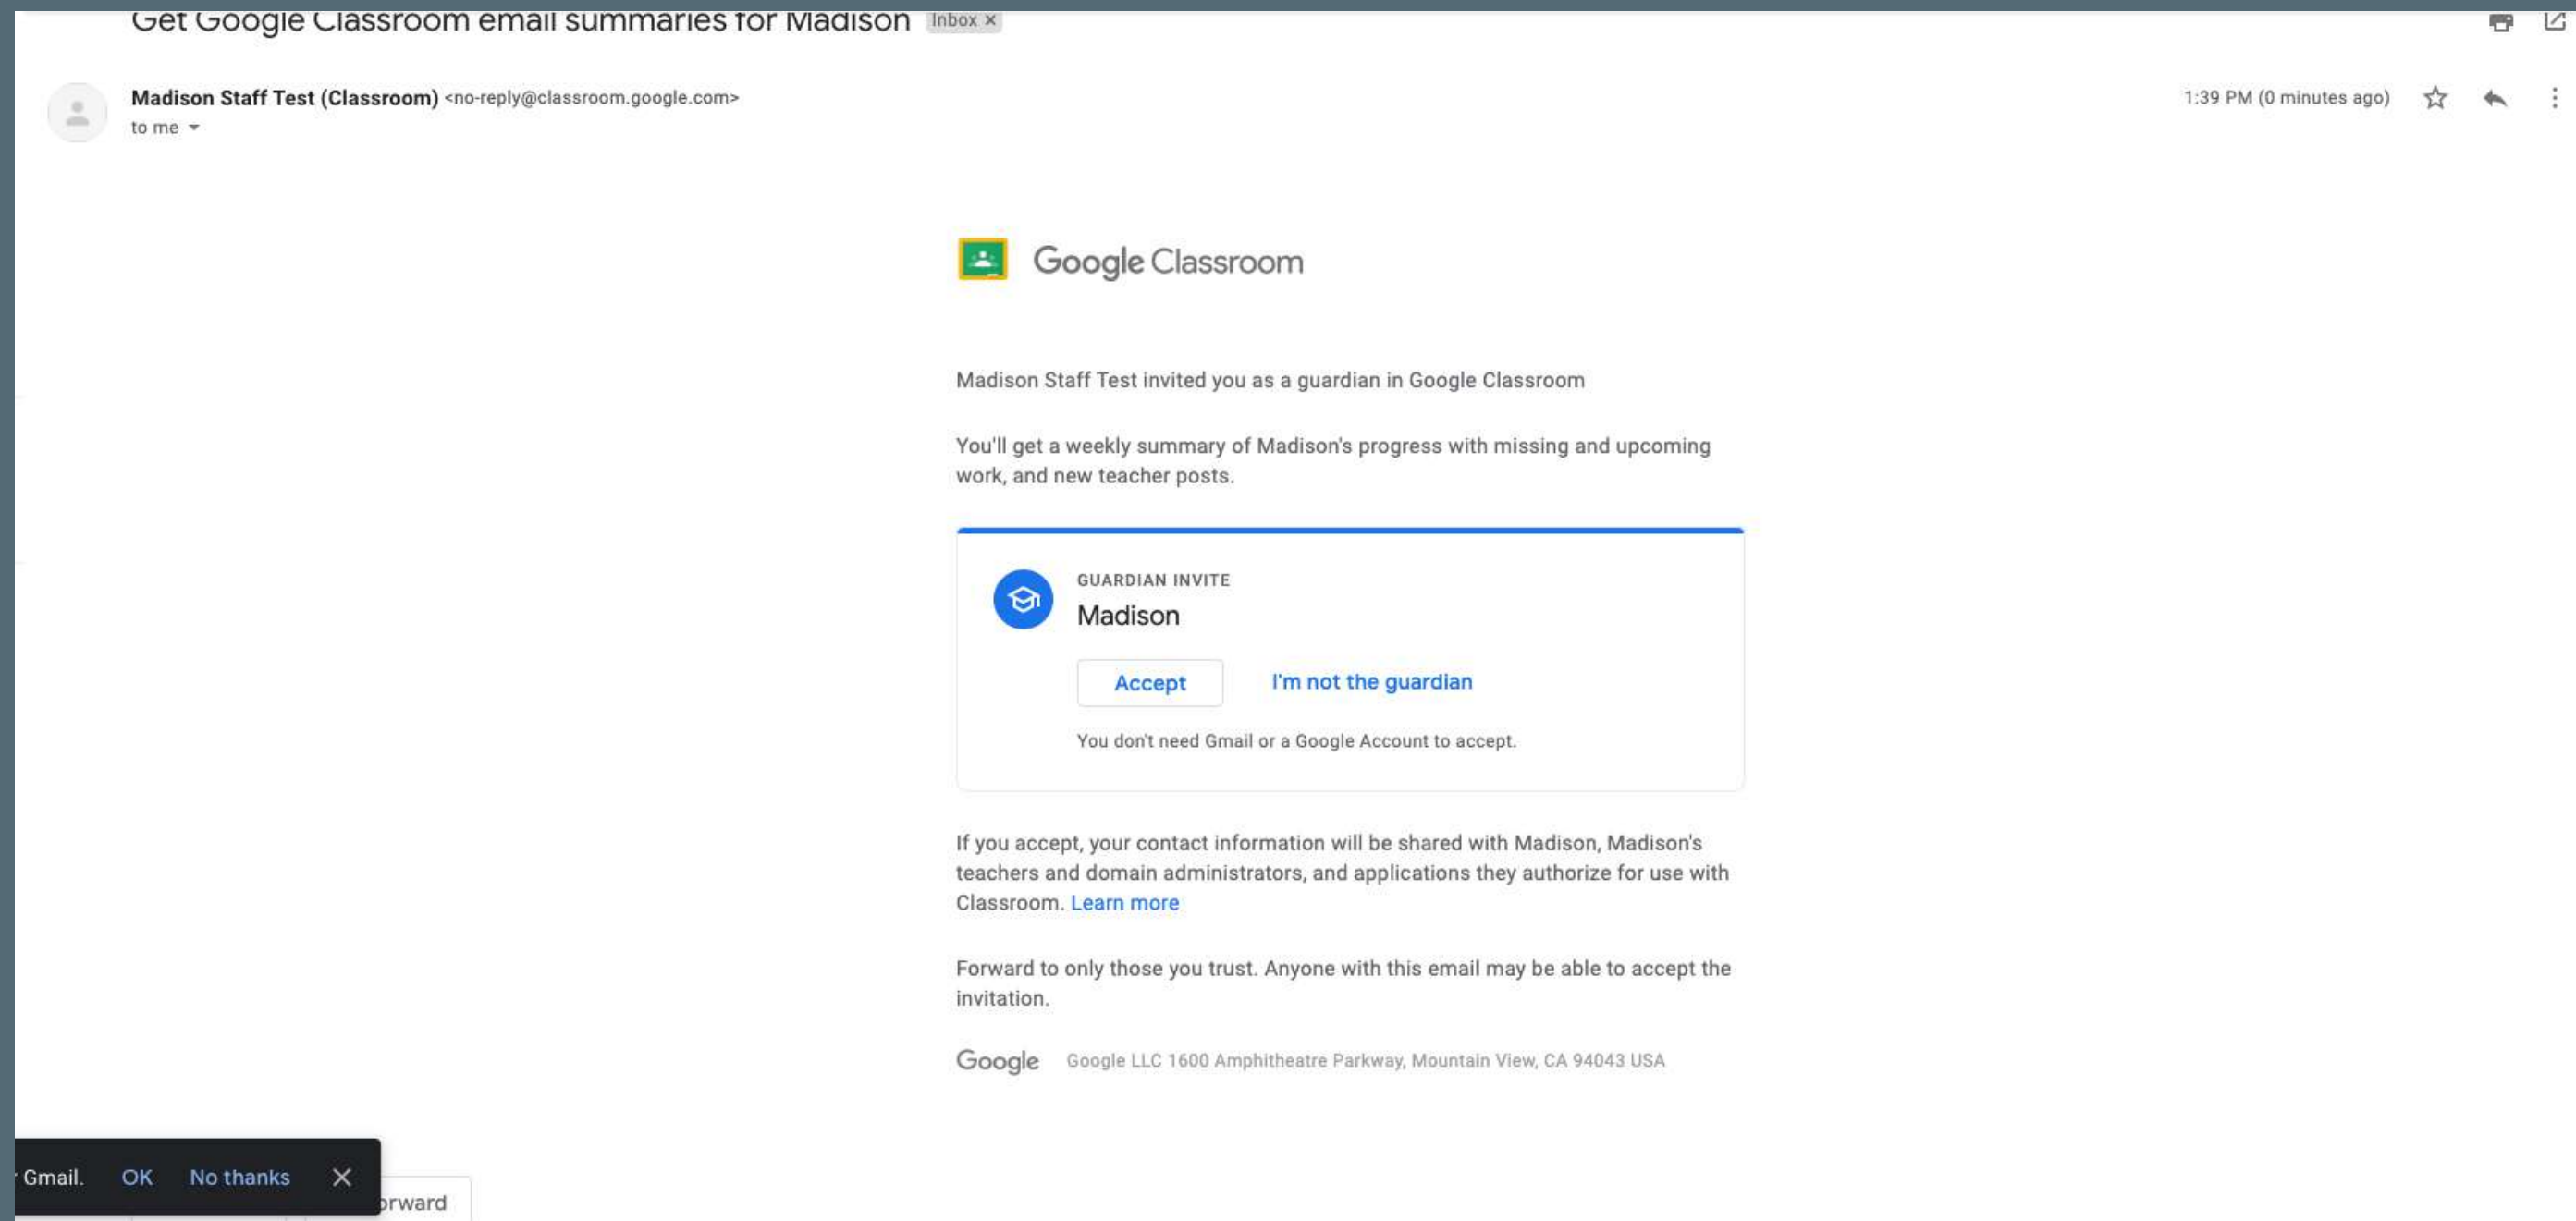 Get Google Classroom email summaries for Madison Inbox ×
Madison Staff Test (Classroom) <no-reply@classroom.google.com>
1:39 PM (0 minutes ago)
to me
Google Classroom
Madison Staff Test invited you as a guardian in Google Classroom
You'll get a weekly summary of Madison's progress with missing and upcoming
work, and new teacher posts.
GUARDIAN INVITE
Madison
Accept I'm not the guardian
You don't need Gmail or a Google Account to accept.
If you accept, your contact information will be shared with Madison, Madison's
teachers and domain administrators, and applications they authorize for use with
Classroom. Learn more
Forward to only those you trust. Anyone with this email may be able to accept the
invitation.
Google Google LLC 1600 Amphitheatre Parkway, Mountain View, CA 94043 USA
Gmail. OK No thanks
orward